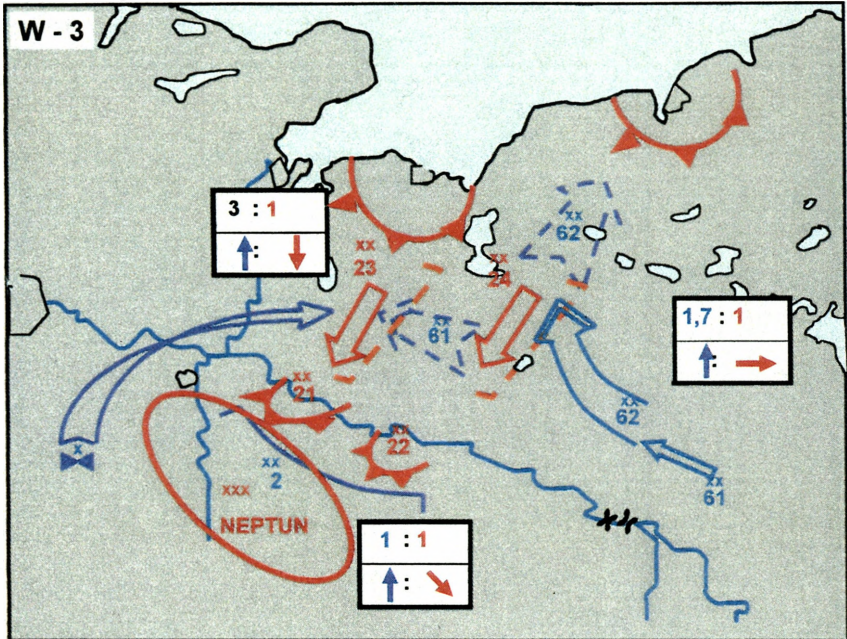 W - 3
xx
62
3 : 1
:
xx
23
xx
24
xx
61
1,7 : 1
:
xx
21
xx
62
xx
22
x
xx
2
xx
61
xxx
NEPTUN
1 : 1
: